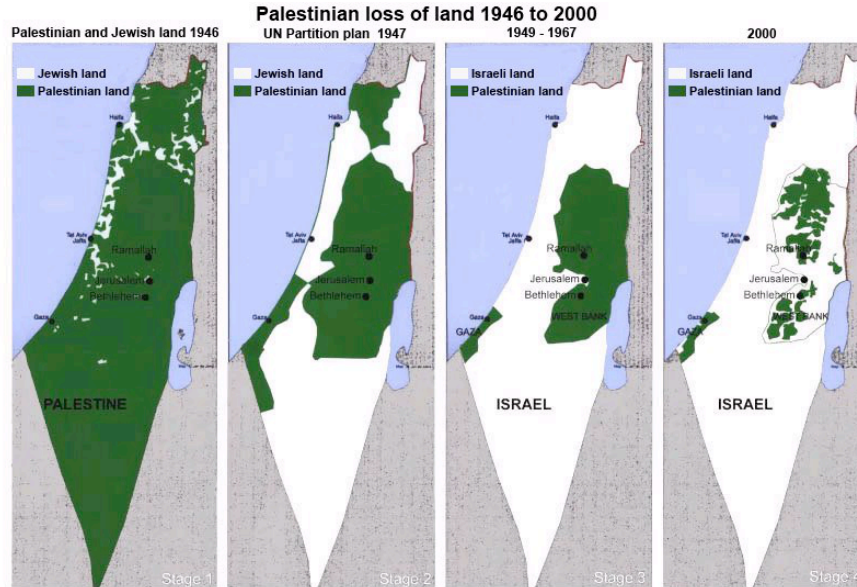 Palestinian loss of land 1946 to 2000
Palestinian and Jewish land 1946
Jewish land
Palestinian land
Haifa
Tel Aviv
Jaffa
Ramallah
Jerusalem
Bethlehem
Gaza
PALESTINE
Stage 1
UN Partition plan 1947
Jewish land
Palestinian land
Haifa
Tel Aviv
Jaffa
Ramallah
Jerusalem
Bethlehem
Gaza
Stage 2
1949 - 1967
Israeli land
Palestinian land
Haifa
Tel Aviv
Jaffa
Ramallah
Jerusalem
Bethlehem
Gaza
GAZA
WEST BANK
ISRAEL
Stage 3
2000
Israeli land
Palestinian land
Haifa
Tel Aviv
Jaffa
Ramallah
Jerusalem
Bethlehem
Gaza
GAZA
WEST BANK
ISRAEL
Stage